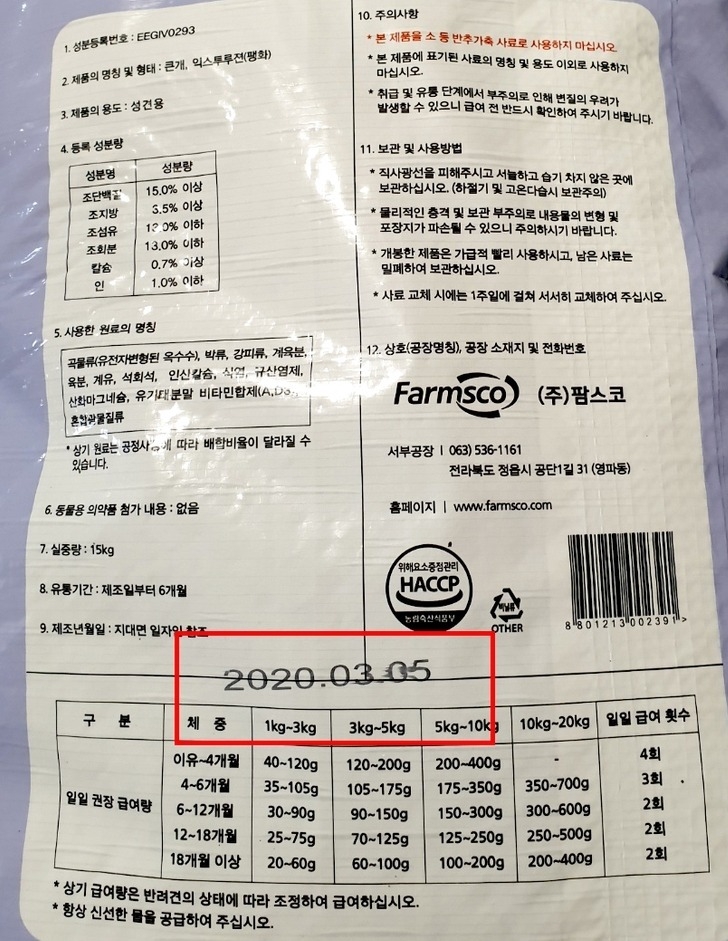 1. 성분등록번호 : EEGIV0293
2. 제품의 명칭 및 형태 : 큰개, 익스투루젼(팽화)
3. 제품의 용도 : 성견용
4. 등록 성분량
성분명 성분량
조단백질 15.0% 이상
조지방 3.5% 이상
조섬유 이하
조회분 13.0% 이하
칼슘 0.7% 이상
인 1.0% 이하
5. 사용한 원료의 명칭
곡물류(유전자변형된 옥수수), 박류, 강피류, 계육분,
육분, 계유, 석회석, 인산칼슘, 식염, 규산염제,
산화마그네슘, 유기태분말 비타민합제
혼합광물질류
* 상기 원료는 공정사정에 따라 배합비율이 달라질 수
있습니다.
6. 동물용 의약품 첨가 내용 : 없음
7. 실중량 : 15kg
8. 유통기간 : 제조일부터 6개월
9. 제조년월일 : 지대면 일자인 참조
10. 주의사항
* 본 제품을 소 등 반추가축 사료로 사용하지 마십시오.
* 본 제품에 표기된 사료의 명칭 및 용도 이외로 사용하지
마십시오.
* 취급 및 유통 단계에서 부주의로 인해 변질의 우려가
발생할 수 있으니 급여 전 반드시 확인하여 주시기 바랍니다.
11. 보관 및 사용방법
* 직사광선을 피해주시고 서늘하고 습기 차지 않은 곳에
보관하십시오. (하절기 및 고온다습시 보관주의)
* 물리적인 충격 및 보관 부주의로 내용물의 변형 및
포장지가 파손될 수 있으니 주의하시기 바랍니다.
* 개봉한 제품은 가급적 빨리 사용하시고, 남은 사료는
밀폐하여 보관하십시오.
* 사료 교체 시에는 1주일에 걸쳐 서서히 교체하여 주십시오.
12. 상호(공장명칭), 공장 소재지 및 전화번호
Farmsco (주)팜스코
서부공장 | 063) 536-1161
전라북도 정읍시 공단1길 31 (영파동)
홈페이지 | www.farmsco.com
위해요소중점관리
HACCP
농림축산식품부
비닐류
OTHER
8 801213 002391 >
2020.03.05
구 분 체 중 1kg~3kg 3kg~5kg 5kg~10kg 10kg~20kg 일일 급여 횟수
일일 권장 급여량
이유~4개월 40~120g 120~200g 200~400g - 4회
4~6개월 35~105g 105~175g 175~350g 350~700g 3회
6~12개월 30~90g 90~150g 150~300g 300~600g 2회
12~18개월 25~75g 70~125g 125~250g 250~500g 2회
18개월 이상 20~60g 60~100g 100~200g 200~400g 2회
* 상기 급여량은 반려견의 상태에 따라 조정하여 급여하십시오.
* 항상 신선한 물을 공급하여 주십시오.